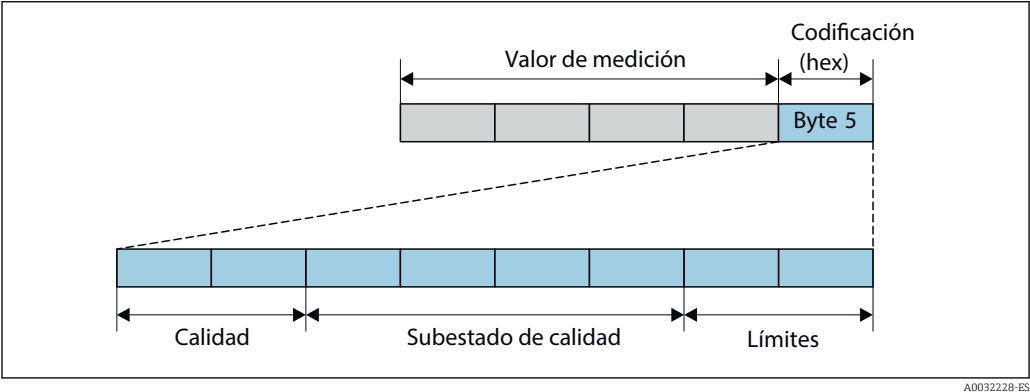 Codificación
(hex)
Valor de medición
Byte 5
Calidad
Subestado de calidad
Límites
A0032228-ES